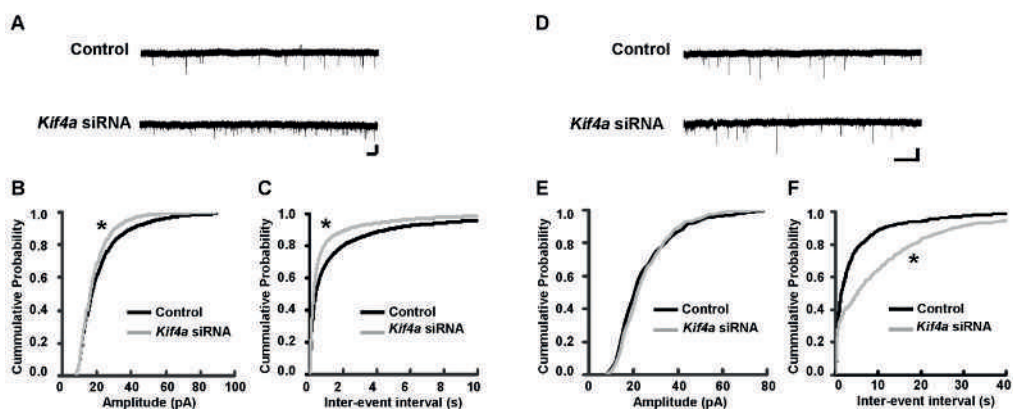 A
Control
Kif4a siRNA
B
Cummulative Probability
1.0
0.8
0.6
0.4
0.2
0.0
*
Control
Kif4a siRNA
0 20 40 60 80 100
Amplitude (pA)
C
1.0
0.8
0.6
0.4
0.2
0.0
*
Control
Kif4a siRNA
0 2 4 6 8 10
Inter-event interval (s)
D
Control
Kif4a siRNA
E
Cummulative Probability
1.0
0.8
0.6
0.4
0.2
0.0
Control
Kif4a siRNA
0 20 40 60 80
Amplitude (pA)
F
1.0
0.8
0.6
0.4
0.2
0.0
*
Control
Kif4a siRNA
0 10 20 30 40
Inter-event interval (s)